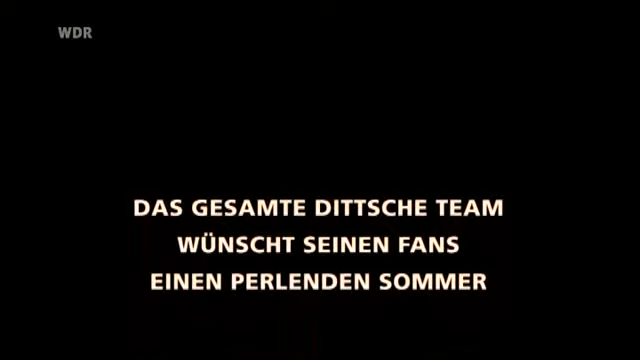 WDR
DAS GESAMTE DITTSCHE TEAM
WÜNSCHT SEINEN FANS
EINEN PERLENDEN SOMMER